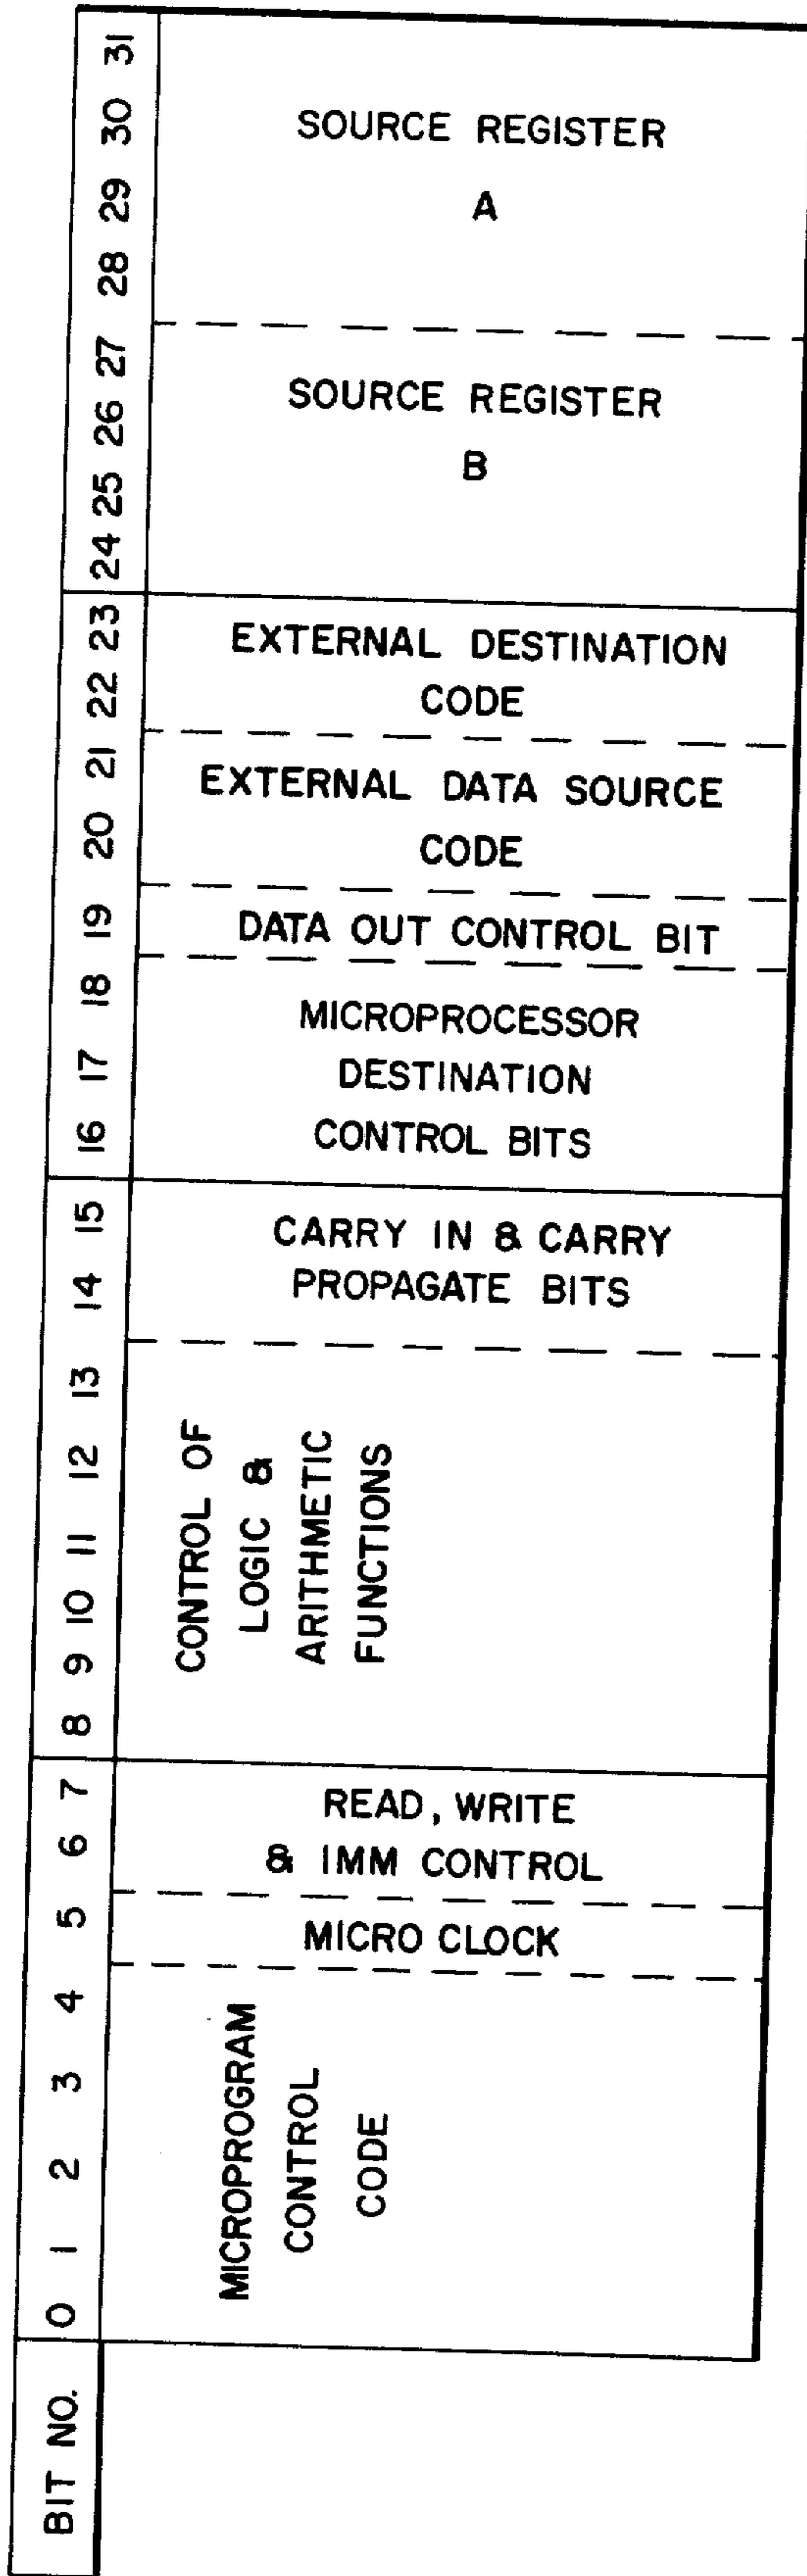 31
30
29
28
27
26
25
24
23
22
21
20
19
18
17
16
15
14
13
12
11
10
9
8
7
6
5
4
3
2
1
0
BIT NO.
SOURCE REGISTER
A
SOURCE REGISTER
B
EXTERNAL DESTINATION
CODE
EXTERNAL DATA SOURCE
CODE
DATA OUT CONTROL BIT
MICROPROCESSOR
DESTINATION
CONTROL BITS
CARRY IN & CARRY
PROPAGATE BITS
CONTROL OF
LOGIC &
ARITHMETIC
FUNCTIONS
READ, WRITE
& IMM CONTROL
MICRO CLOCK
MICROPROGRAM
CONTROL
CODE